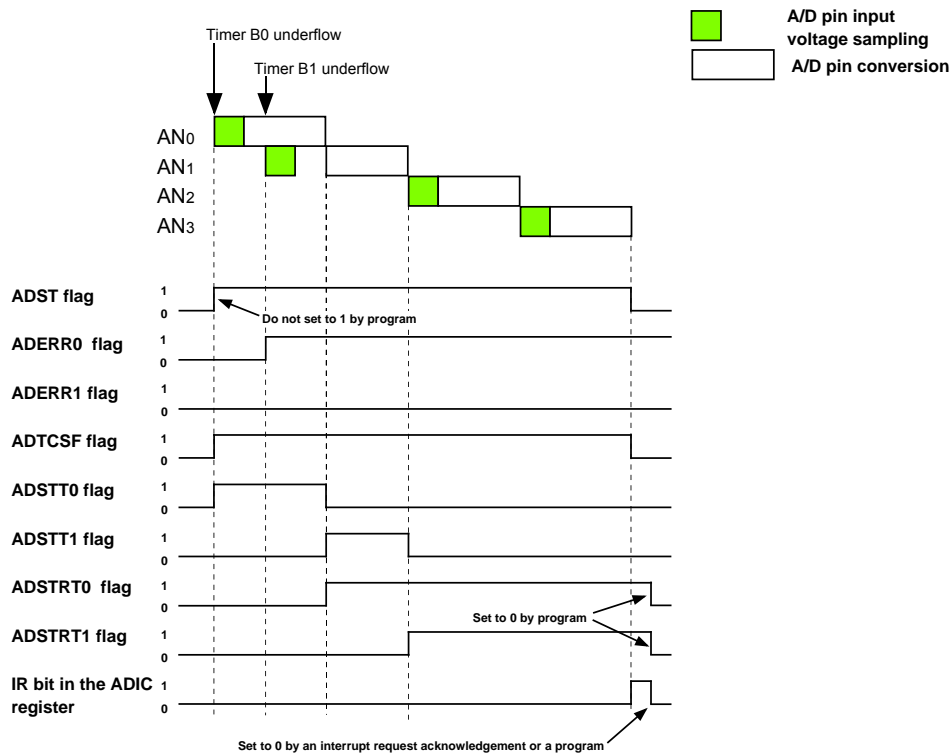 Timer B0 underflow
Timer B1 underflow
A/D pin input
voltage sampling
A/D pin conversion
AN0
AN1
AN2
AN3
ADST flag
1
0
Do not set to 1 by program
ADERR0 flag
1
0
ADERR1 flag
1
0
ADTCSF flag
1
0
ADSTT0 flag
1
0
ADSTT1 flag
1
0
ADSTRT0 flag
1
0
Set to 0 by program
ADSTRT1 flag
1
0
IR bit in the ADIC
register
1
0
Set to 0 by an interrupt request acknowledgement or a program